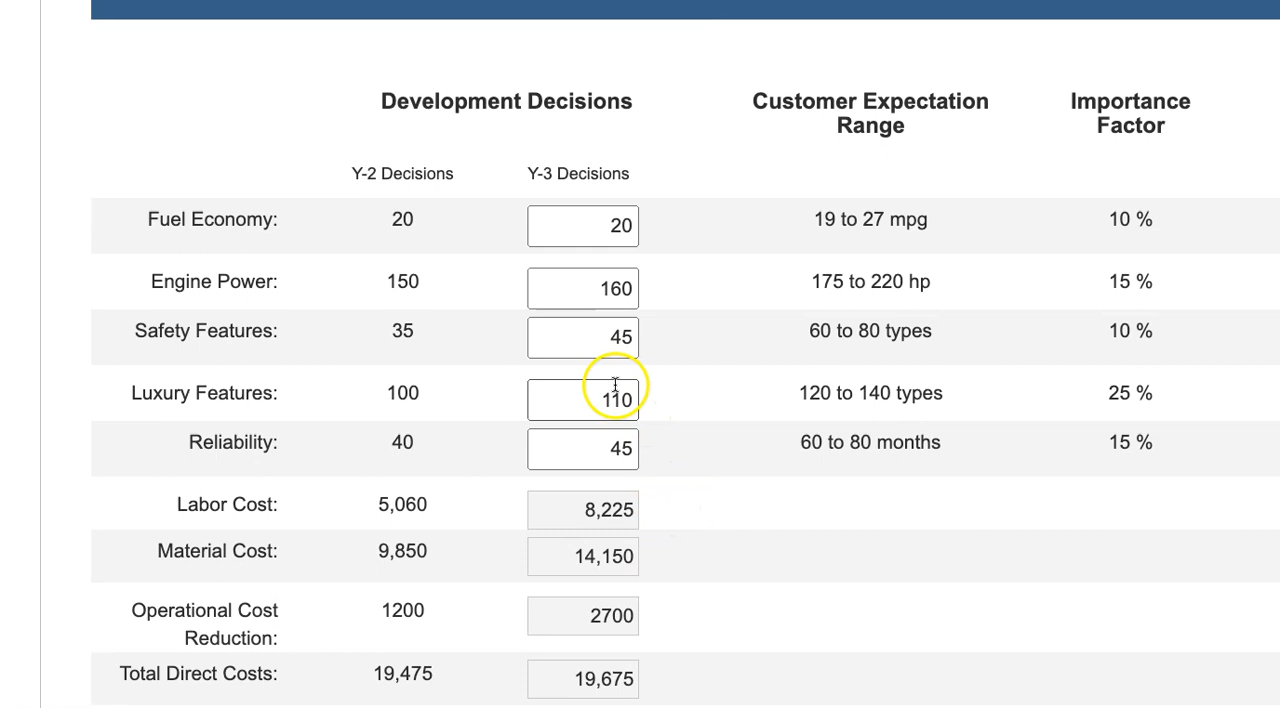 Development Decisions
Customer Expectation
Range
Importance
Factor
Y-2 Decisions Y-3 Decisions
Fuel Economy: 20 20 19 to 27 mpg 10 %
Engine Power: 150 160 175 to 220 hp 15 %
Safety Features: 35 45 60 to 80 types 10 %
Luxury Features: 100 110 120 to 140 types 25 %
Reliability: 40 45 60 to 80 months 15 %
Labor Cost: 5,060 8,225
Material Cost: 9,850 14,150
Operational Cost
Reduction: 1200 2700
Total Direct Costs: 19,475 19,675